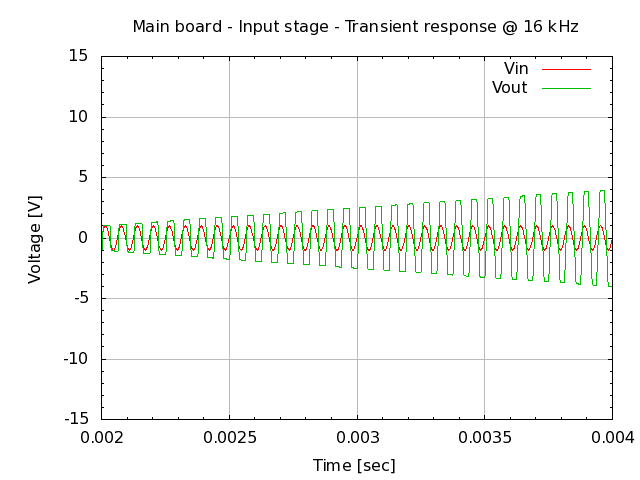 Main board - Input stage - Transient response @ 16 kHz
Vin
Vout
15
10
5
0
-5
-10
-15
Voltage [V]
0.002
0.0025
0.003
0.0035
0.004
Time [sec]